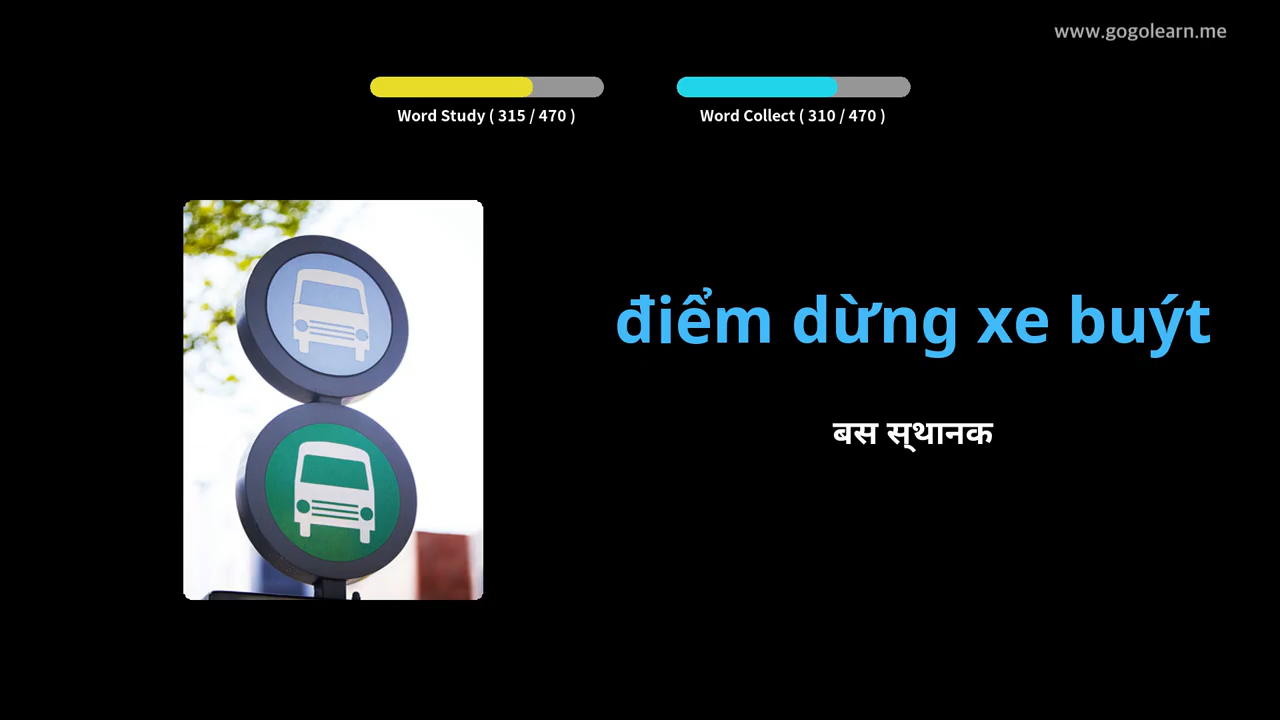 www.gogolearn.me
Word Study ( 315 / 470 )
Word Collect ( 310 / 470 )
điểm dừng xe buýt
बस स्थानक